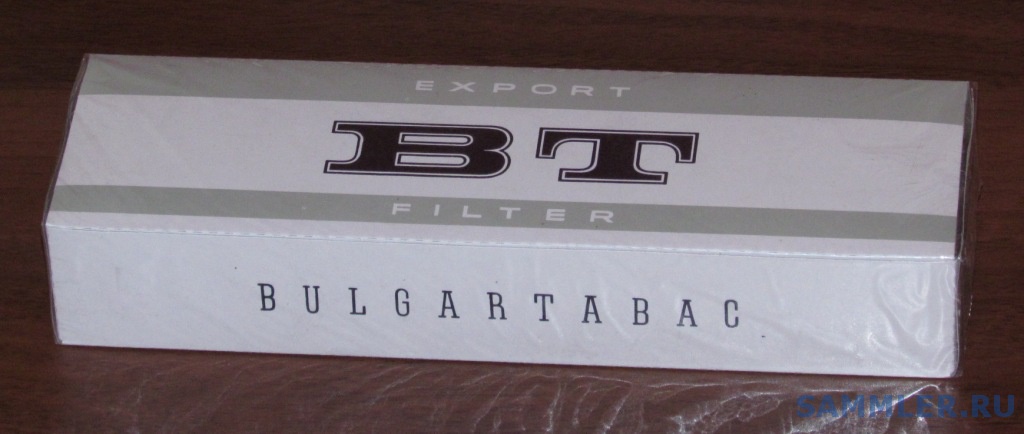 EXPORT
BT
FILTER
BULGARTABAC
SAMMLER.RU